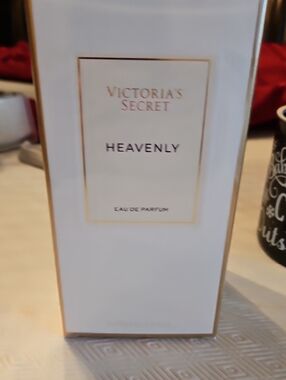 VICTORIA'S
SECRET
HEAVENLY
EAU DE PARFUM